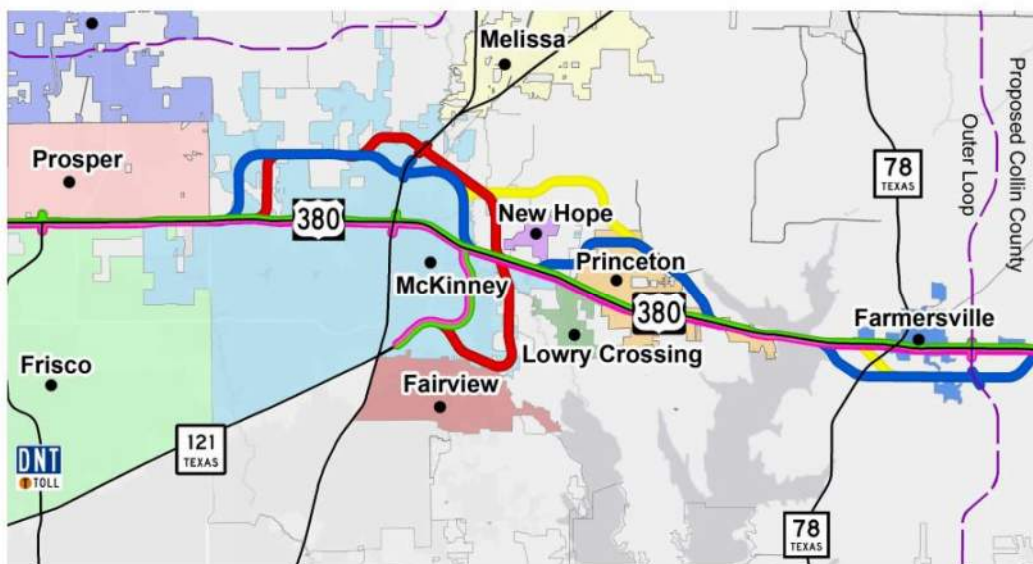 Melissa
Prosper
380
New Hope
McKinney
Princeton
380
Lowry Crossing
Frisco
Fairview
121
TEXAS
DNT
T TOLL
78
TEXAS
78
TEXAS
Farmersville
Outer Loop
Proposed Collin County